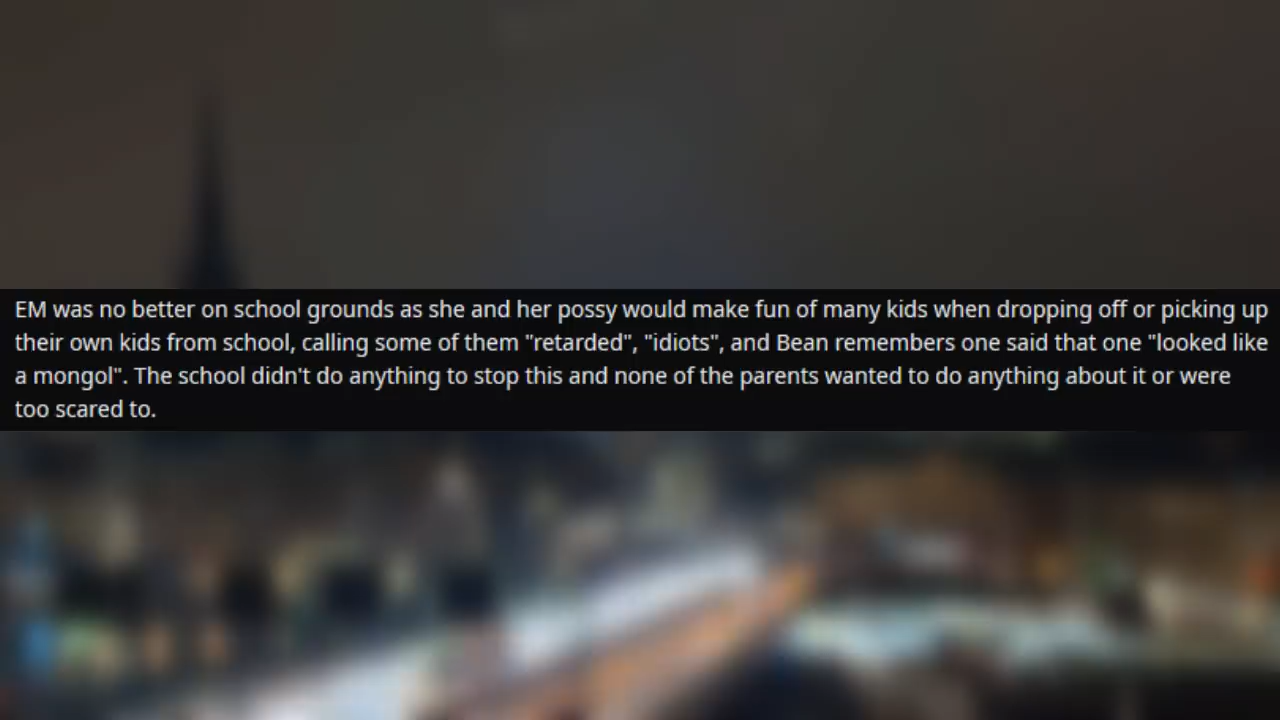 EM was no better on school grounds as she and her possy would make fun of many kids when dropping off or picking up
their own kids from school, calling some of them "retarded", "idiots", and Bean remembers one said that one "looked like
a mongol". The school didn't do anything to stop this and none of the parents wanted to do anything about it or were
too scared to.